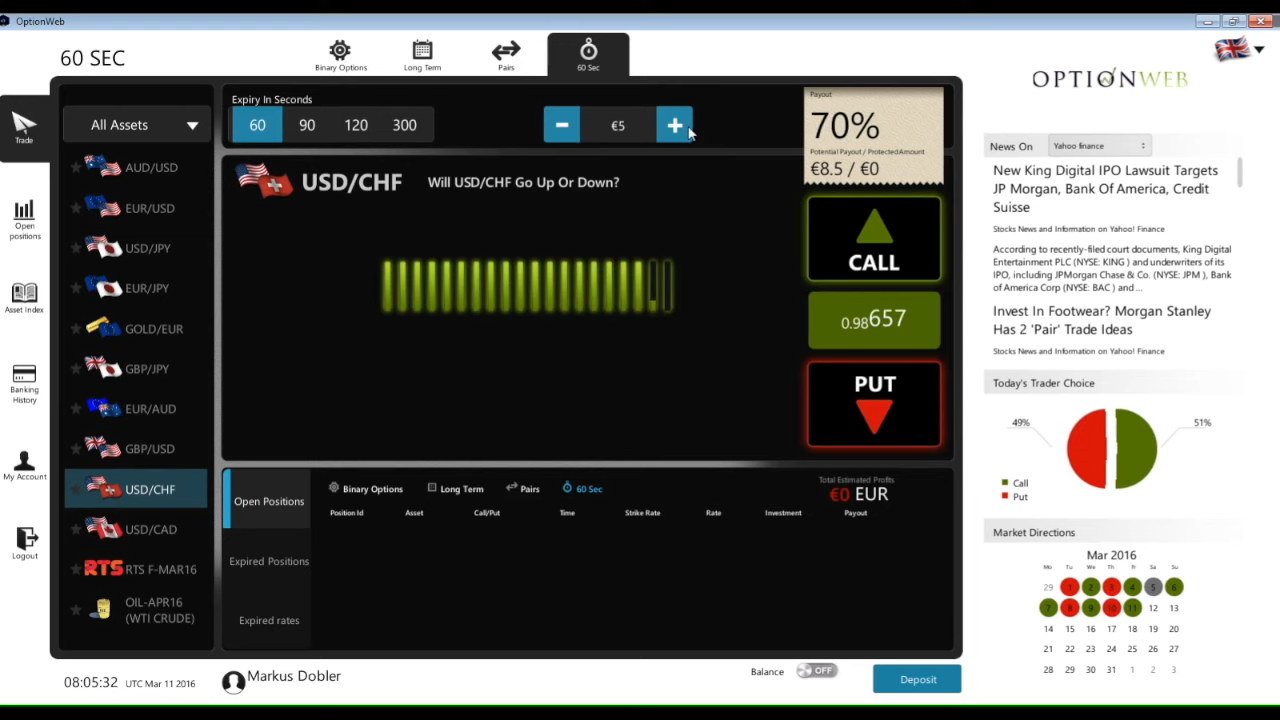 OptionWeb
60 SEC
Binary Options
Long Term
Pairs
60 Sec
OPTIONWEB
Trade
Open
positions
Asset Index
Banking
History
My Account
Logout
All Assets
AUD/USD
EUR/USD
USD/JPY
EUR/JPY
GOLD/EUR
GBP/JPY
EUR/AUD
GBP/USD
USD/CHF
USD/CAD
RTS RTS F-MAR16
OIL-APR16
(WTI CRUDE)
Expiry In Seconds
60 90 120 300
- €5 +
Payout
70%
Potential Payout / ProtectedAmount
€8.5 / €0
USD/CHF Will USD/CHF Go Up Or Down?
CALL
0.98657
PUT
Open Positions
Expired Positions
Expired rates
Binary Options Long Term Pairs 60 Sec
Total Estimated Profits
€0 EUR
Position Id Asset Call/Put Time Strike Rate Rate Investment Payout
08:05:32 UTC Mar 11 2016
Markus Dobler
Balance OFF
Deposit
News On Yahoo finance
New King Digital IPO Lawsuit Targets
JP Morgan, Bank Of America, Credit
Suisse
Stocks News and Information on Yahoo! Finance
According to recently-filed court documents, King Digital
Entertainment PLC (NYSE: KING ) and underwriters of its
IPO, including JPMorgan Chase & Co. (NYSE: JPM ), Bank
of America Corp (NYSE: BAC ) and ...
Invest In Footwear? Morgan Stanley
Has 2 'Pair' Trade Ideas
Stocks News and Information on Yahoo! Finance
Today's Trader Choice
49% 51%
Call
Put
Market Directions
Mar 2016
Mo Tu We Th Fr Sa Su
29 1 2 3 4 5 6
7 8 9 10 11 12 13
14 15 16 17 18 19 20
21 22 23 24 25 26 27
28 29 30 31 1 2 3